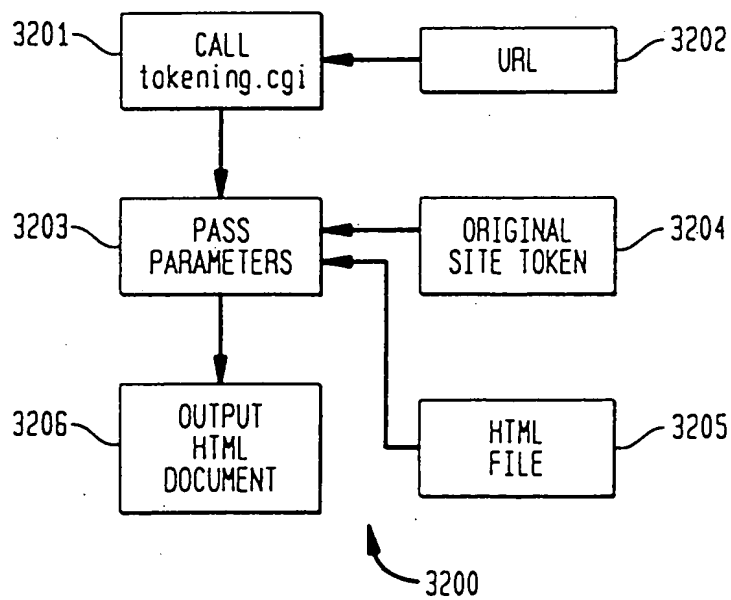 3201
CALL
tokening.cgi
URL
3202
3203
PASS
PARAMETERS
ORIGINAL
SITE TOKEN
3204
3206
OUTPUT
HTML
DOCUMENT
HTML
FILE
3205
3200